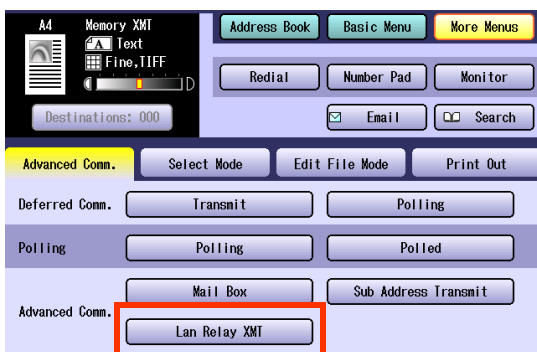 A4 Memory XMT
A Text
Fine,TIFF
D
Destinations: 000
Address Book Basic Menu More Menus
Redial Number Pad Monitor
Email Search
Advanced Comm. Select Mode Edit File Mode Print Out
Deferred Comm. Transmit Polling
Polling Polling Polled
Advanced Comm. Mail Box Sub Address Transmit
Lan Relay XMT